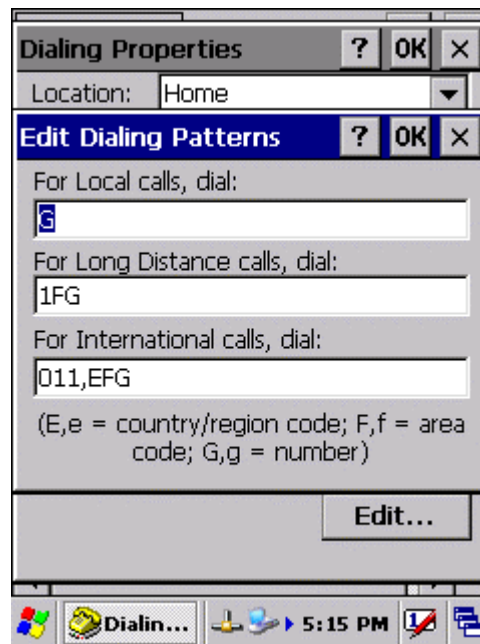 Dialing Properties ? OK ×
Location: Home
Edit Dialing Patterns ? OK ×
For Local calls, dial:
G
For Long Distance calls, dial:
1FG
For International calls, dial:
011,EFG
(E,e = country/region code; F,f = area
code; G,g = number)
Edit...
Dialin... 5:15 PM